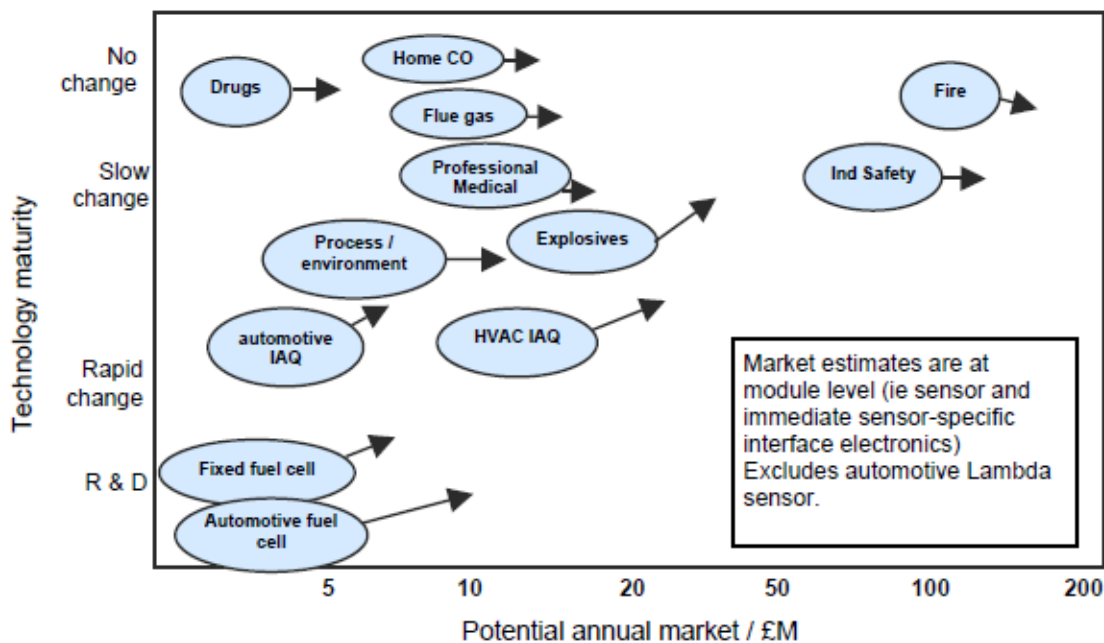 No
change
Home CO
Drugs
Fire
Flue gas
Slow
change
Professional
Medical
Ind Safety
Explosives
Process /
environment
automotive
IAQ
HVAC IAQ
Rapid
change
Market estimates are at
module level (ie sensor and
immediate sensor-specific
interface electronics)
Excludes automotive Lambda
sensor.
R & D
Fixed fuel cell
Automotive fuel
cell
Technology maturity
5 10 20 50 100 200
Potential annual market / £M